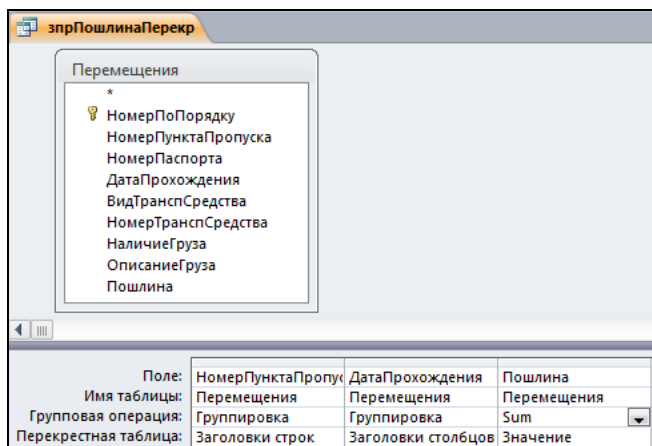 зпрПошлинаПерекр
Перемещения
*
НомерПоПорядку
НомерПунктаПропуска
НомерПаспорта
ДатаПрохождения
ВидТранспСредства
НомерТранспСредства
НаличиеГруза
ОписаниеГруза
Пошлина
Поле: НомерПунктаПропус ДатаПрохождения Пошлина
Имя таблицы: Перемещения Перемещения Перемещения
Групповая операция: Группировка Группировка Sum
Перекрестная таблица: Заголовки строк Заголовки столбцов Значение